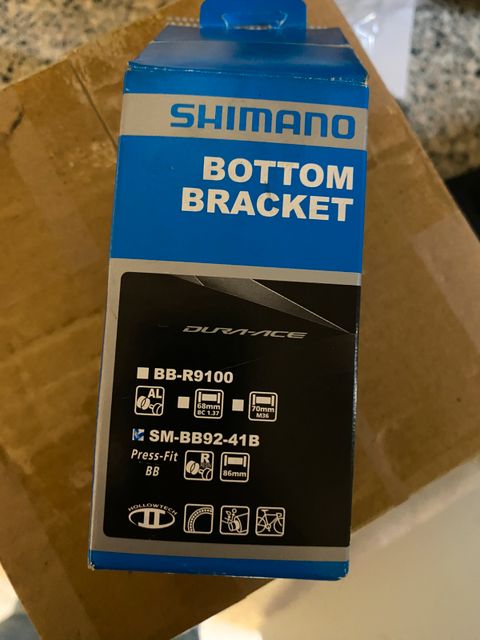 SHIMANO
BOTTOM
BRACKET
DURA-ACE
BB-R9100
AL
68mm
BC 1.37
70mm
M36
SM-BB92-41B
Press-Fit
BB
R
86mm
HOLLOWTECH
II